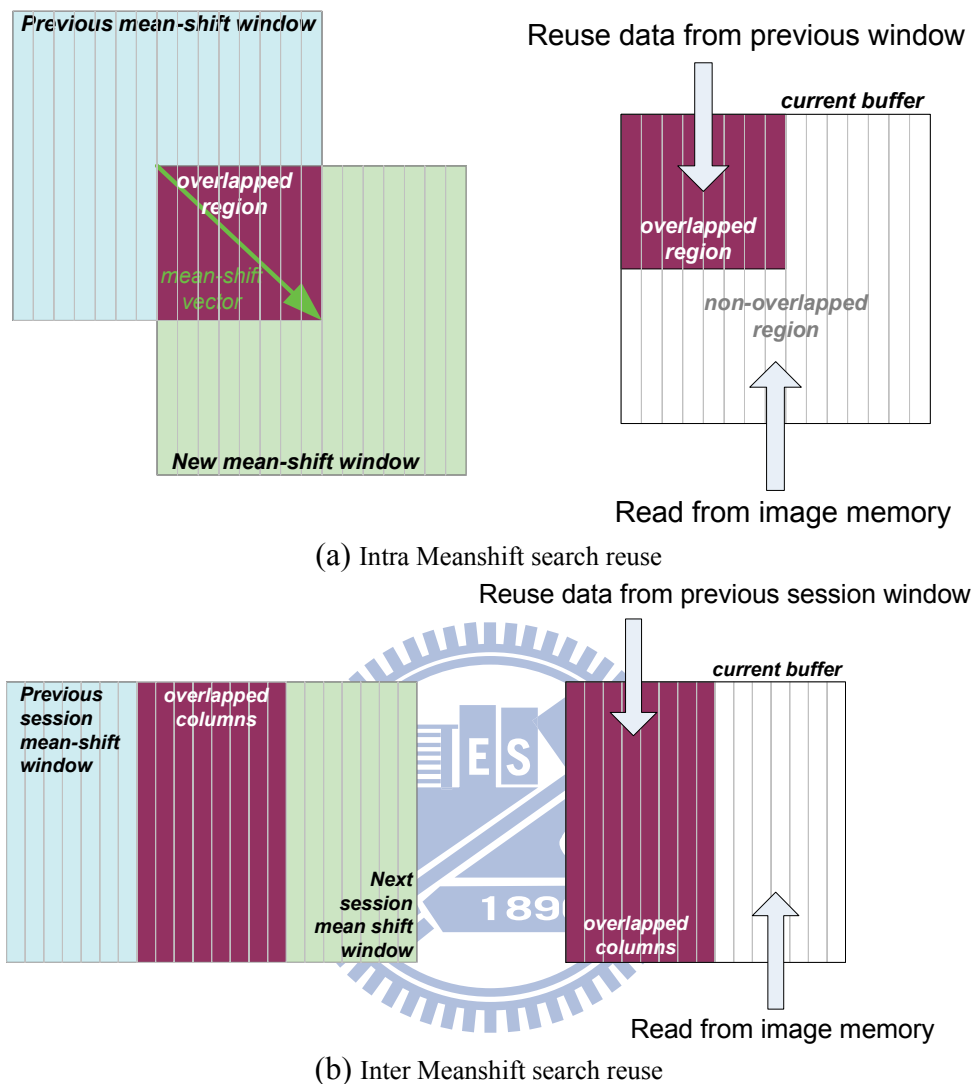 Previous mean-shift window
overlapped
region
mean-shift
vector
New mean-shift window
Reuse data from previous window
current buffer
overlapped
region
non-overlapped
region
Read from image memory
(a) Intra Meanshift search reuse
Reuse data from previous session window
Previous
session
mean-shift
window
overlapped
columns
Next
session
mean shift
window
current buffer
overlapped
columns
Read from image memory
E S
189
(b) Inter Meanshift search reuse